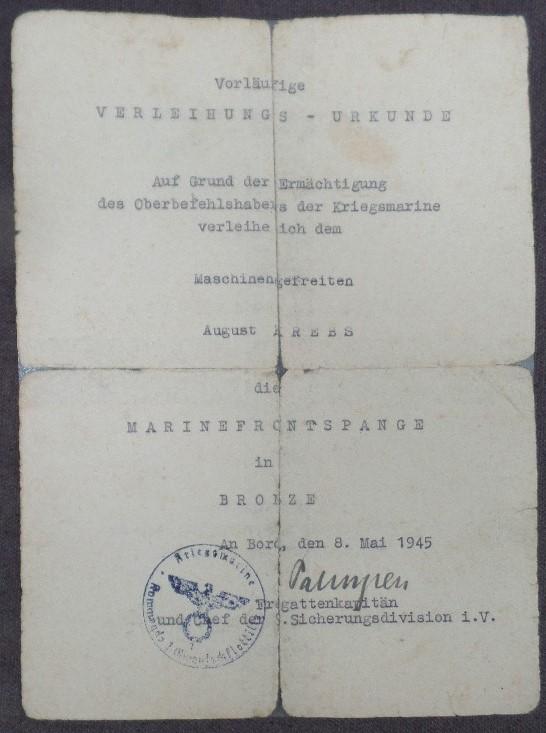 Vorläufige
VERLEIHUNGS - URKUNDE
Auf Grund der Ermächtigung
des Oberbefehlshabers der Kriegsmarine
verleihe ich dem
Maschinengefreiten
August KREBS
die
MARINEFRONTSPANGE
in
BRONZE
An Bord, den 8. Mai 1945
Fregattenkapitän
und Chef der .Sicherungsdivision i.V.
Kriegsmarine